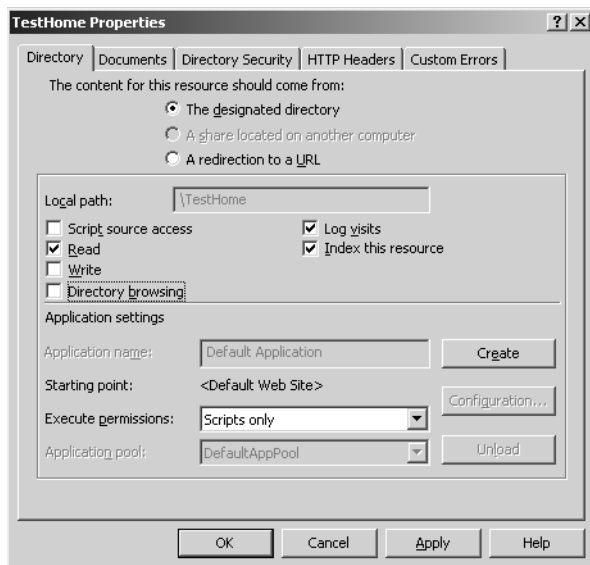 TestHome Properties
Directory Documents Directory Security HTTP Headers Custom Errors
The content for this resource should come from:
The designated directory
A share located on another computer
A redirection to a URL
Local path: \TestHome
Script source access Log visits
Read Index this resource
Write
Directory browsing
Application settings
Application name: Default Application Create
Starting point: <Default Web Site> Configuration...
Execute permissions: Scripts only
Application pool: DefaultAppPool Unload
OK Cancel Apply Help